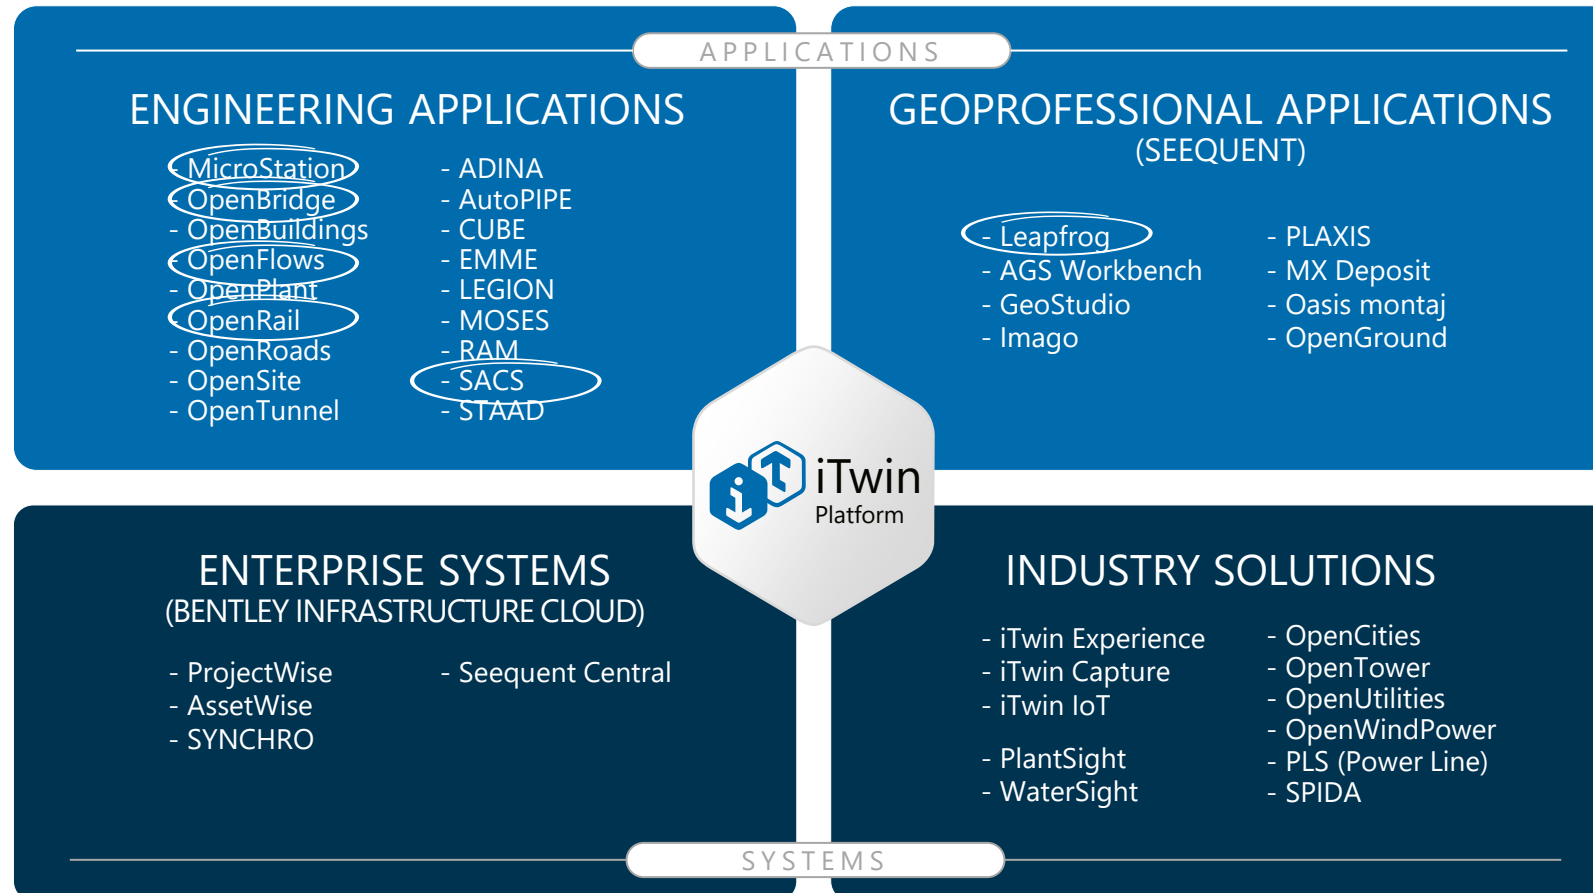 APPLICATIONS
ENGINEERING APPLICATIONS
- MicroStation
- OpenBridge
- OpenBuildings
- OpenFlows
- OpenPlant
- OpenRail
- OpenRoads
- OpenSite
- OpenTunnel
- ADINA
- AutoPIPE
- CUBE
- EMME
- LEGION
- MOSES
- RAM
- SACS
- STAAD
GEOPROFESSIONAL APPLICATIONS
(SEEQUENT)
- Leapfrog
- AGS Workbench
- GeoStudio
- Imago
- PLAXIS
- MX Deposit
- Oasis montaj
- OpenGround
iTwin
Platform
ENTERPRISE SYSTEMS
(BENTLEY INFRASTRUCTURE CLOUD)
- ProjectWise
- AssetWise
- SYNCHRO
- Seequent Central
INDUSTRY SOLUTIONS
- iTwin Experience
- iTwin Capture
- iTwin IoT
- PlantSight
- WaterSight
- OpenCities
- OpenTower
- OpenUtilities
- OpenWindPower
- PLS (Power Line)
- SPIDA
SYSTEMS